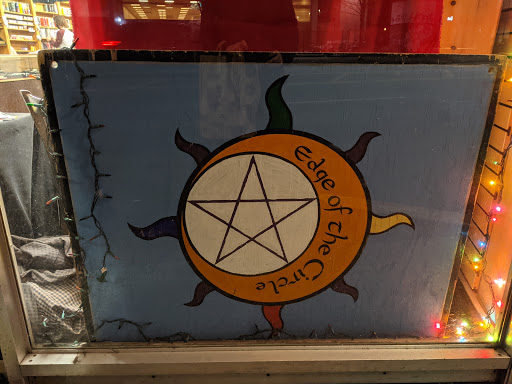 Edge of the Circle